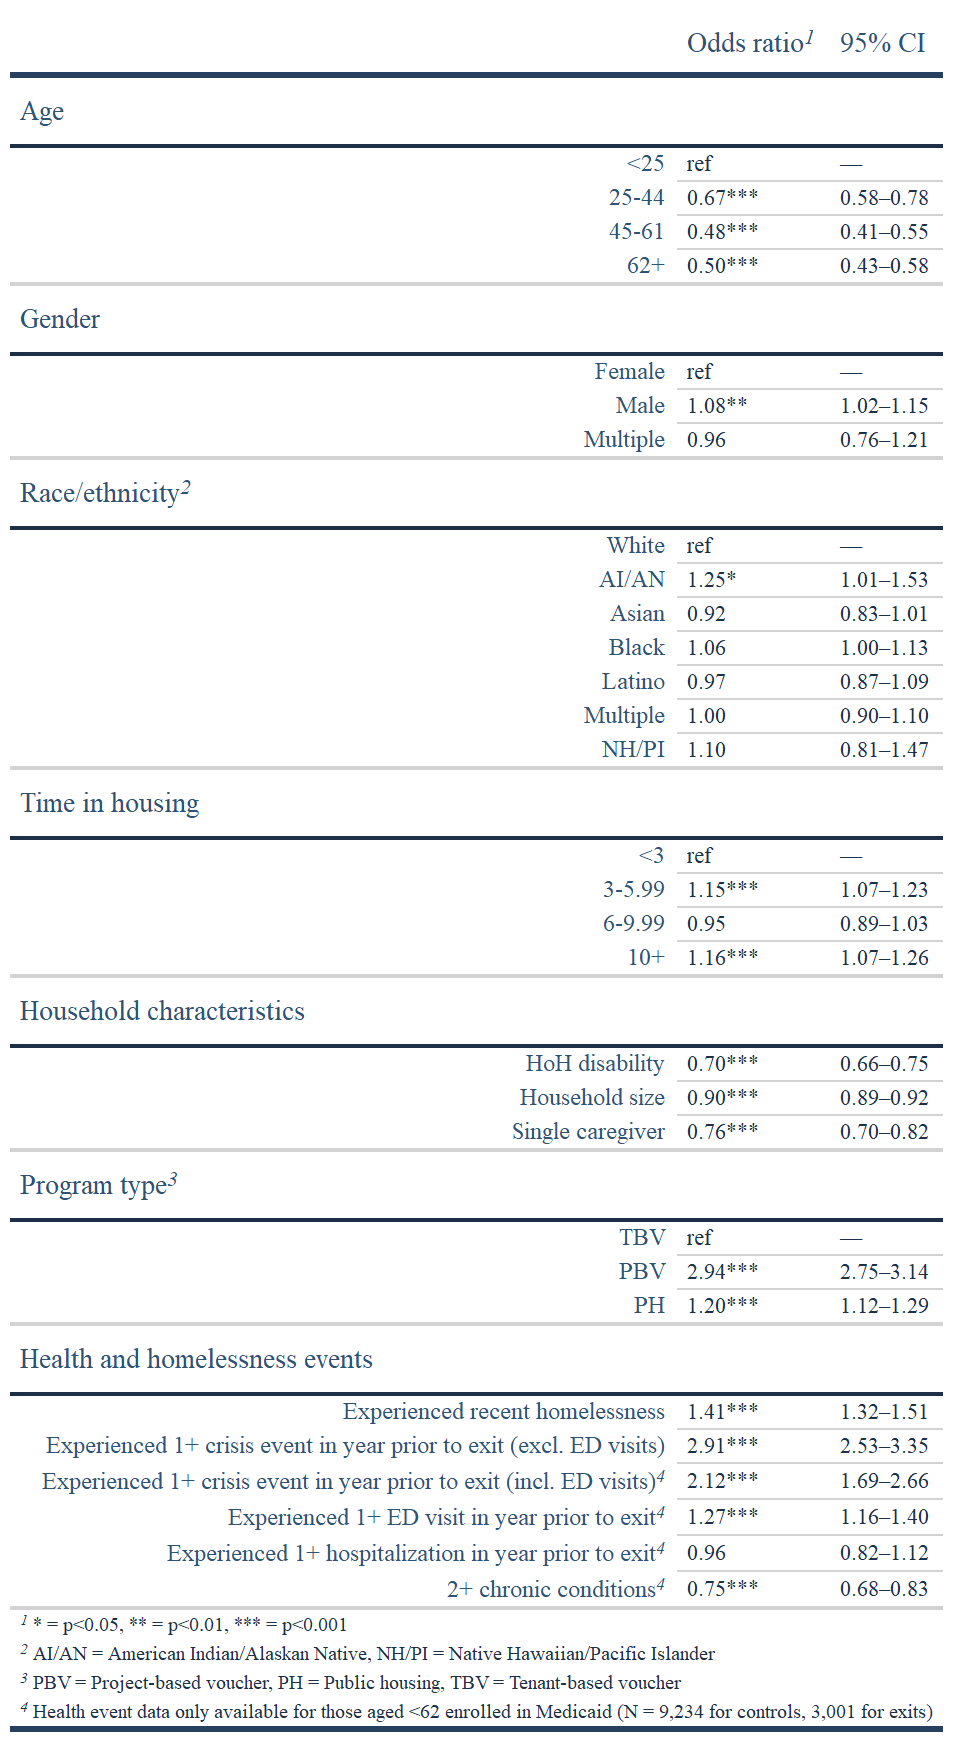 Odds ratio1 95% CI
Age
<25 ref —
25-44 0.67*** 0.58–0.78
45-61 0.48*** 0.41–0.55
62+ 0.50*** 0.43–0.58
Gender
Female ref —
Male 1.08** 1.02–1.15
Multiple 0.96 0.76–1.21
Race/ethnicity2
White ref —
AI/AN 1.25* 1.01–1.53
Asian 0.92 0.83–1.01
Black 1.06 1.00–1.13
Latino 0.97 0.87–1.09
Multiple 1.00 0.90–1.10
NH/PI 1.10 0.81–1.47
Time in housing
<3 ref —
3-5.99 1.15*** 1.07–1.23
6-9.99 0.95 0.89–1.03
10+ 1.16*** 1.07–1.26
Household characteristics
HoH disability 0.70*** 0.66–0.75
Household size 0.90*** 0.89–0.92
Single caregiver 0.76*** 0.70–0.82
Program type3
TBV ref —
PBV 2.94*** 2.75–3.14
PH 1.20*** 1.12–1.29
Health and homelessness events
Experienced recent homelessness 1.41*** 1.32–1.51
Experienced 1+ crisis event in year prior to exit (excl. ED visits) 2.91*** 2.53–3.35
Experienced 1+ crisis event in year prior to exit (incl. ED visits)4 2.12*** 1.69–2.66
Experienced 1+ ED visit in year prior to exit4 1.27*** 1.16–1.40
Experienced 1+ hospitalization in year prior to exit4 0.96 0.82–1.12
2+ chronic conditions4 0.75*** 0.68–0.83
1 * = p<0.05, ** = p<0.01, *** = p<0.001
2 AI/AN = American Indian/Alaskan Native, NH/PI = Native Hawaiian/Pacific Islander
3 PBV = Project-based voucher, PH = Public housing, TBV = Tenant-based voucher
4 Health event data only available for those aged <62 enrolled in Medicaid (N = 9,234 for controls, 3,001 for exits)